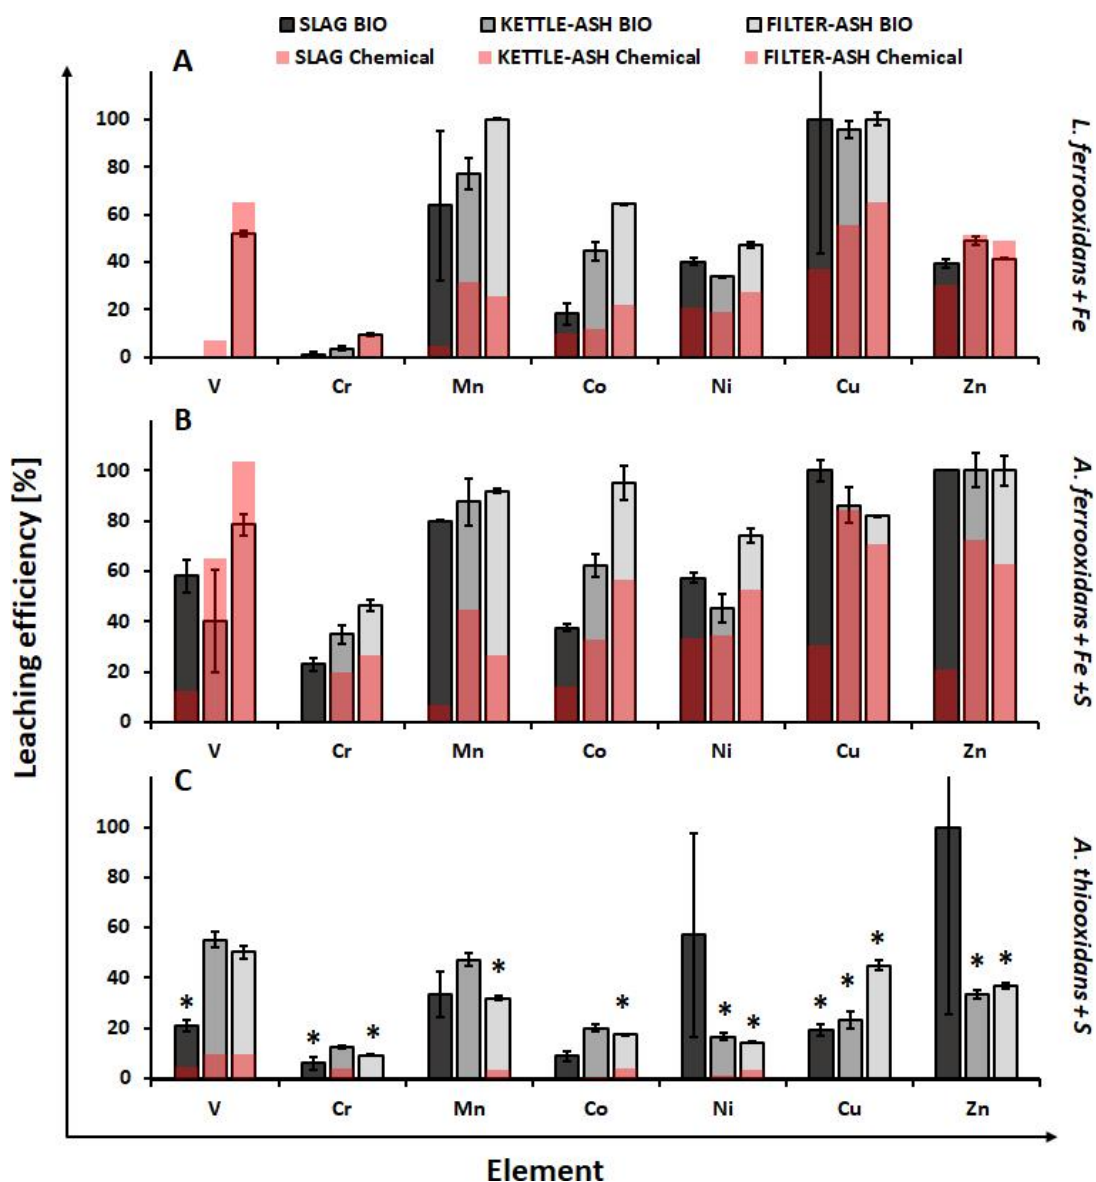 SLAG BIO KETTLE-ASH BIO FILTER-ASH BIO
SLAG Chemical KETTLE-ASH Chemical FILTER-ASH Chemical
A
100
80
60
40
20
0
V Cr Mn Co Ni Cu Zn
L. ferrooxidans + Fe
B
100
80
60
40
20
0
V Cr Mn Co Ni Cu Zn
A. ferrooxidans + Fe +S
C
100
80
60
40
20
0
* * * * * * * * * * *
V Cr Mn Co Ni Cu Zn
A. thiooxidans + S
Leaching efficiency [%]
Element